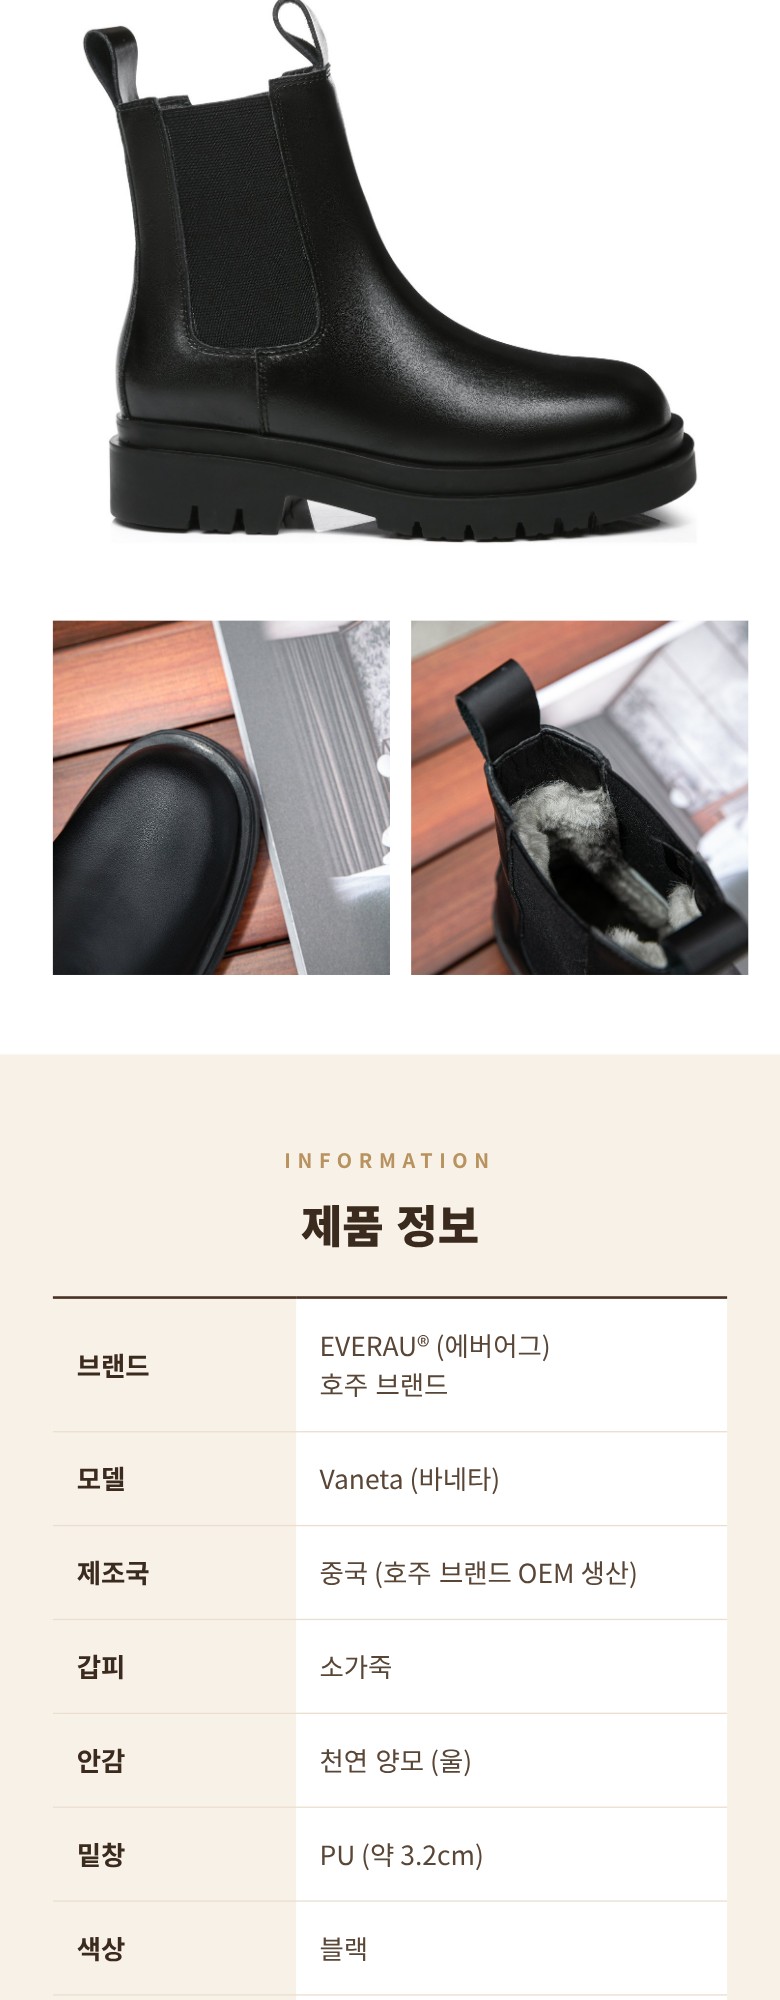 INFORMATION
제품 정보
브랜드
EVERAU® (에버어그)
호주 브랜드
모델
Vaneta (바네타)
제조국
중국 (호주 브랜드 OEM 생산)
갑피
소가죽
안감
천연 양모 (울)
밑창
PU (약 3.2cm)
색상
블랙